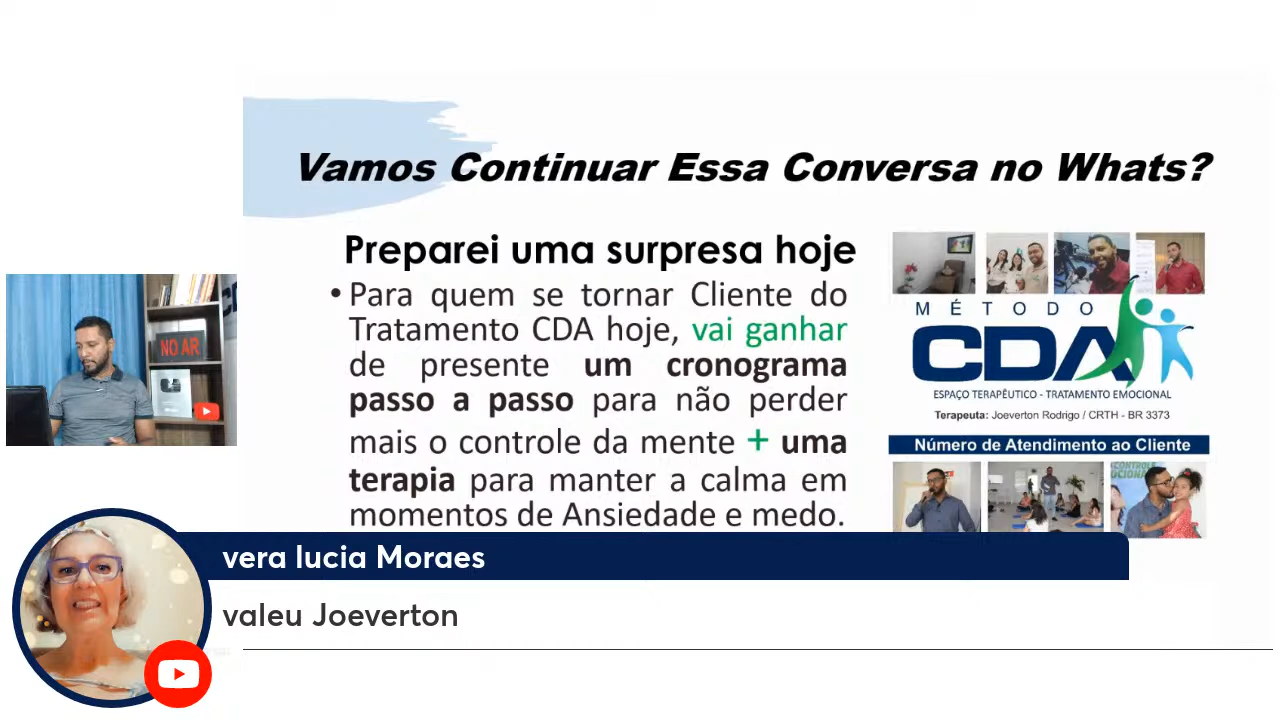 Vamos Continuar Essa Conversa no Whats?
Preparei uma surpresa hoje
• Para quem se tornar Cliente do
Tratamento CDA hoje, vai ganhar
de presente um cronograma
passo a passo para não perder
mais o controle da mente + uma
terapia para manter a calma em
momentos de Ansiedade e medo.
MÉTODO
CDA
ESPAÇO TERAPÊUTICO - TRATAMENTO EMOCIONAL
Terapeuta: Joeverton Rodrigo / CRTH - BR 3373
Número de Atendimento ao Cliente
NO AR
vera lucia Moraes
valeu Joeverton